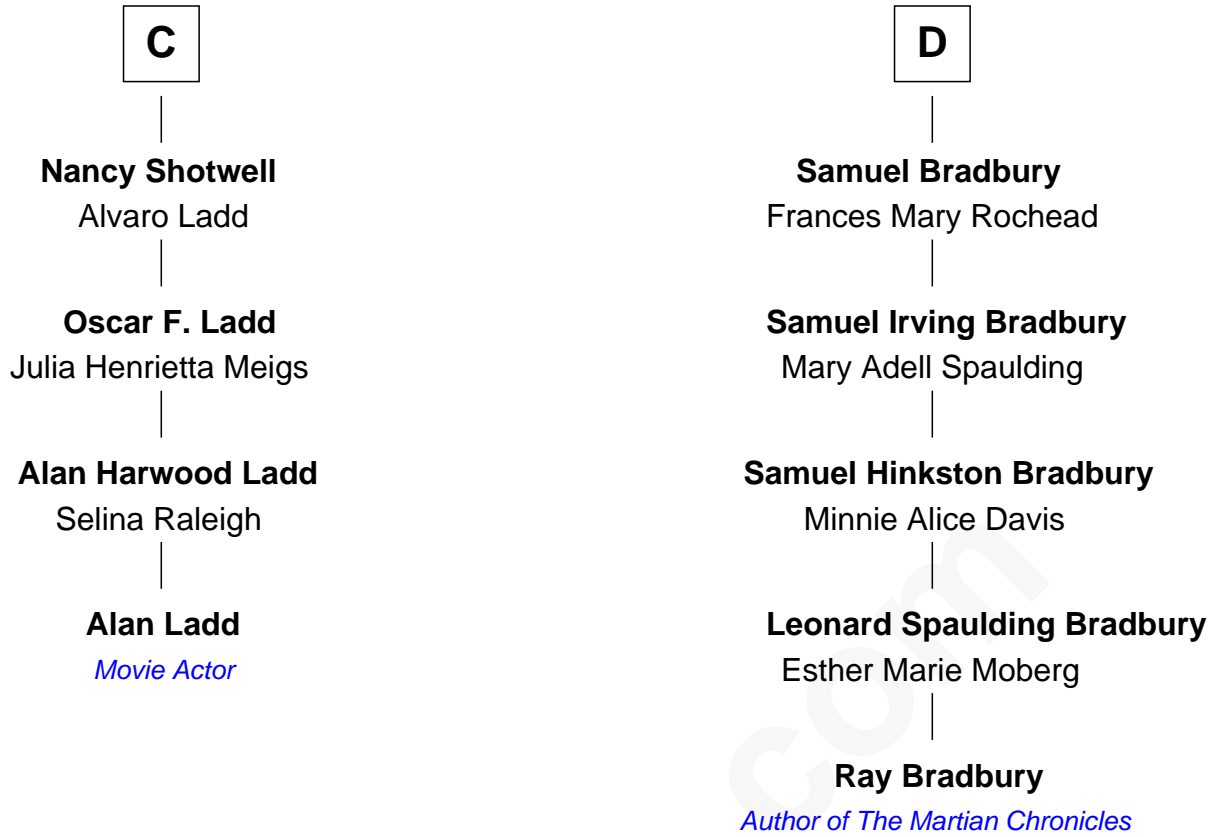 C
Nancy Shotwell
Alvaro Ladd
Oscar F. Ladd
Julia Henrietta Meigs
Alan Harwood Ladd
Selina Raleigh
Alan Ladd
Movie Actor
D
Samuel Bradbury
Frances Mary Rochead
Samuel Irving Bradbury
Mary Adell Spaulding
Samuel Hinkston Bradbury
Minnie Alice Davis
Leonard Spaulding Bradbury
Esther Marie Moberg
Ray Bradbury
Author of The Martian Chronicles
com